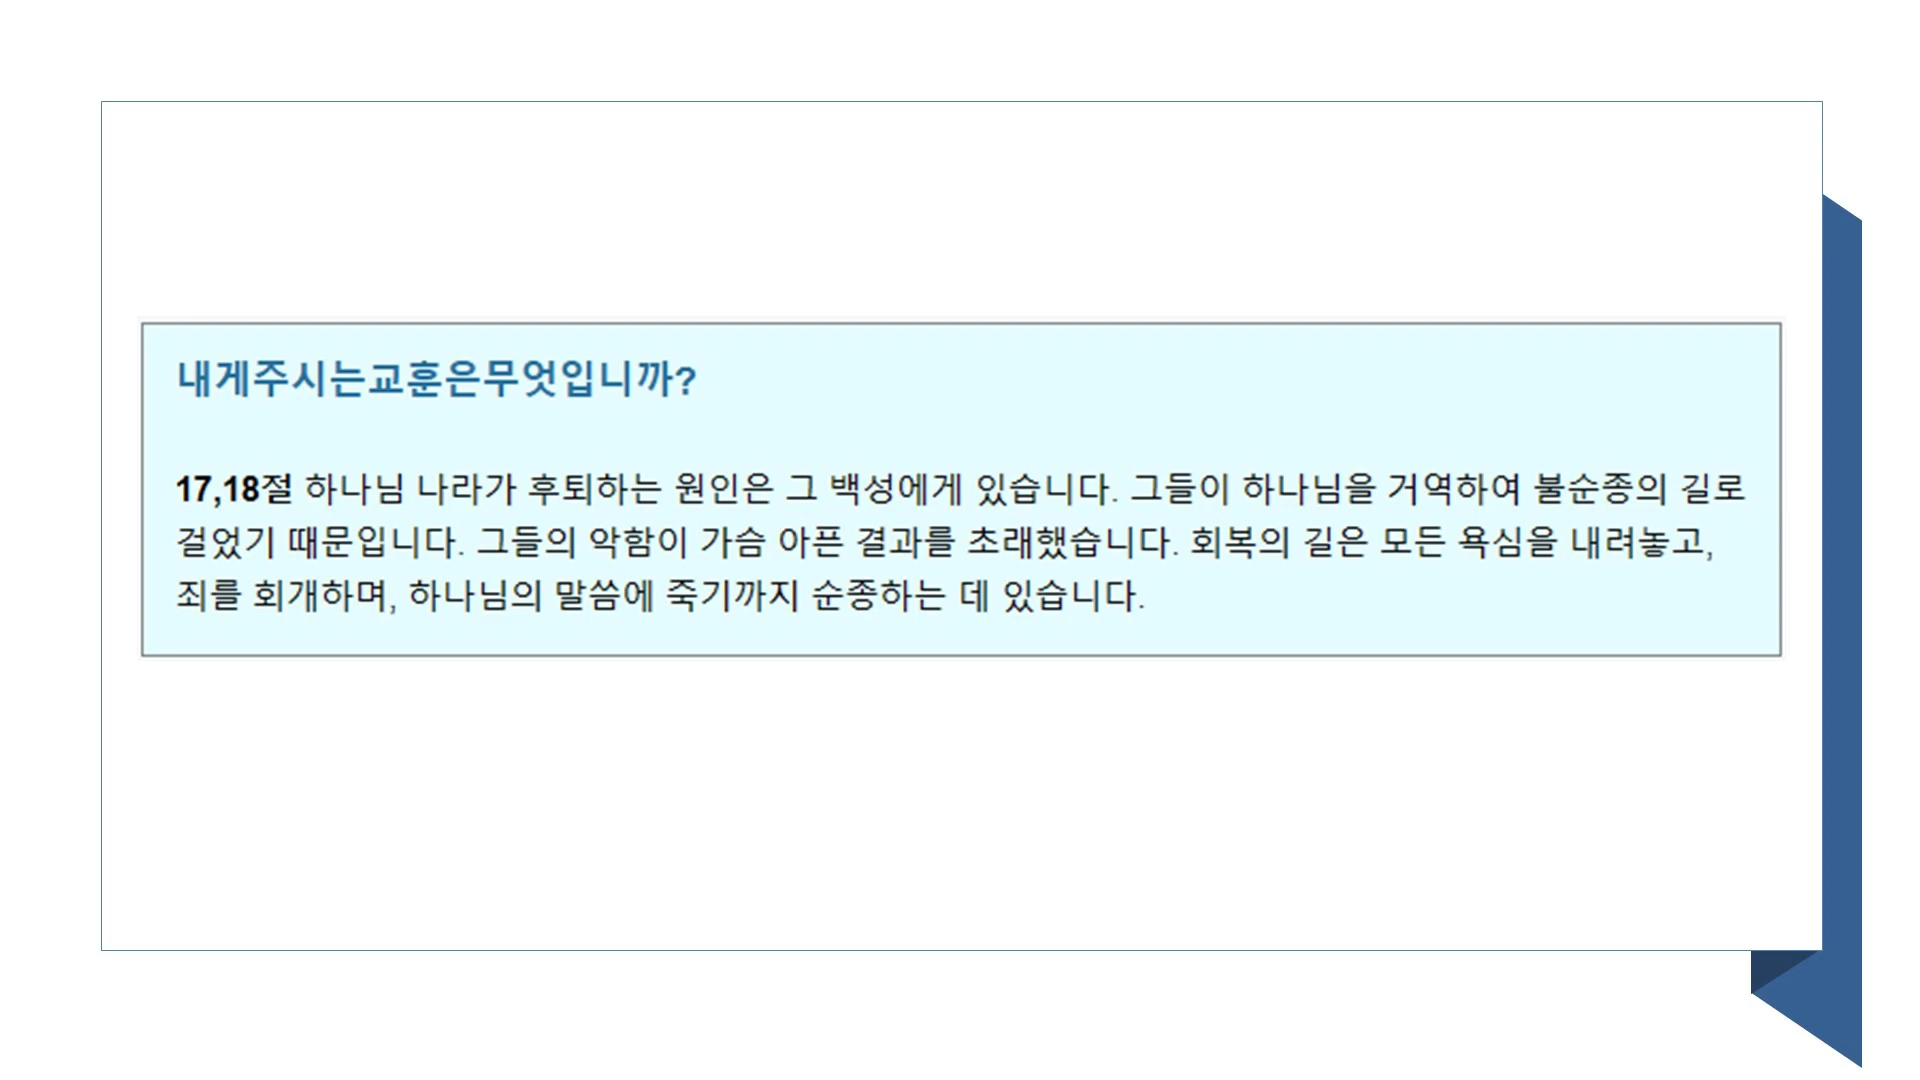 내게주시는교훈은무엇입니까?
17,18절 하나님 나라가 후퇴하는 원인은 그 백성에게 있습니다. 그들이 하나님을 거역하여 불순종의 길로
걸었기 때문입니다. 그들의 악함이 가슴 아픈 결과를 초래했습니다. 회복의 길은 모든 욕심을 내려놓고,
죄를 회개하며, 하나님의 말씀에 죽기까지 순종하는 데 있습니다.